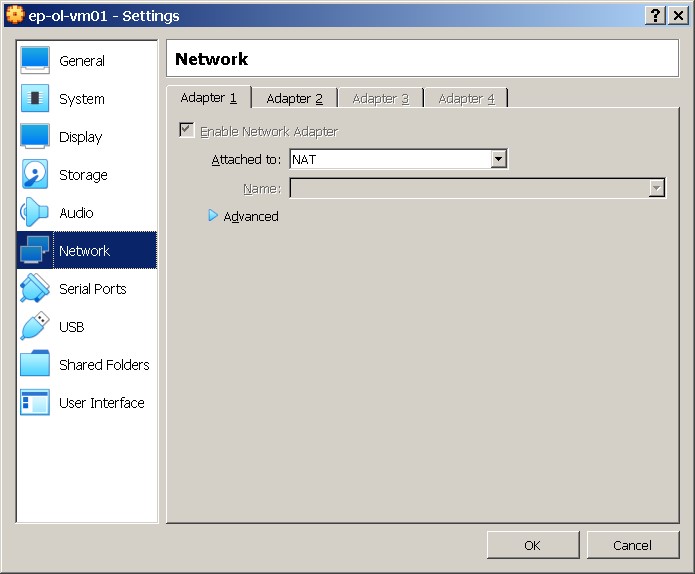 ep-ol-vm01 - Settings
General
System
Display
Storage
Audio
Network
Serial Ports
USB
Shared Folders
User Interface
Network
Adapter 1 Adapter 2 Adapter 3 Adapter 4
Enable Network Adapter
Attached to: NAT
Name:
Advanced
OK Cancel